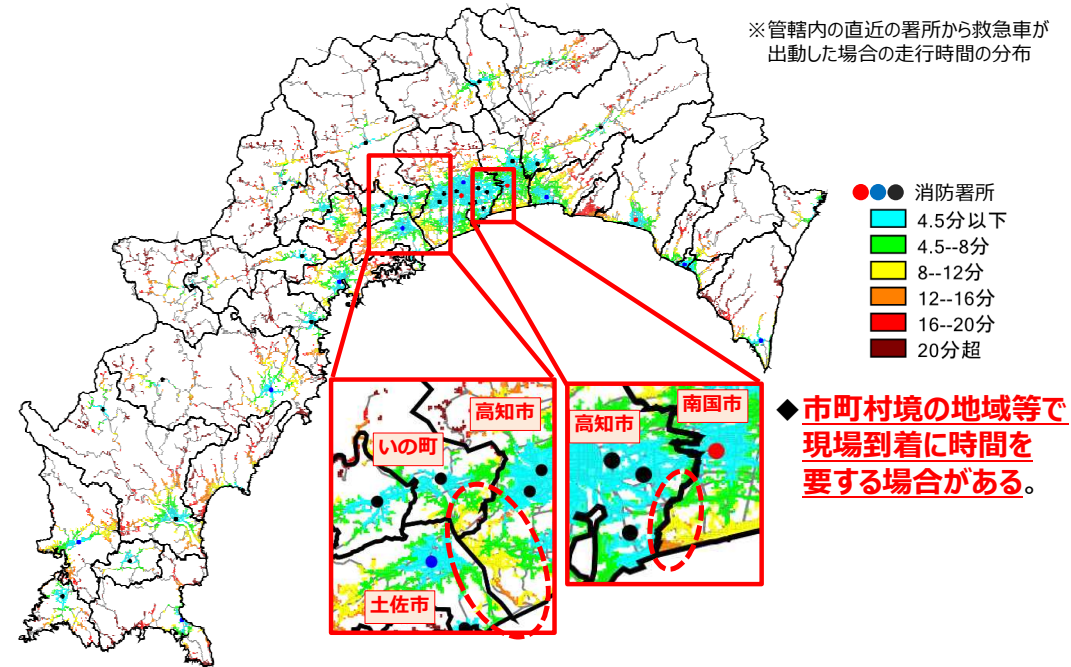 ※管轄内の直近の署所から救急車が
出動した場合の走行時間の分布
消防署所
4.5分以下
4.5--8分
8--12分
12--16分
16--20分
20分超
高知市
いの町
土佐市
高知市
南国市
◆市町村境の地域等で
現場到着に時間を
要する場合がある。